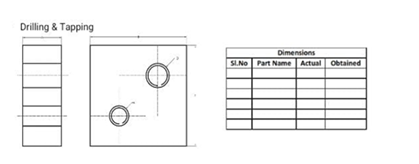 Drilling & Tapping
Dimensions
Sl.No Part Name Actual Obtained